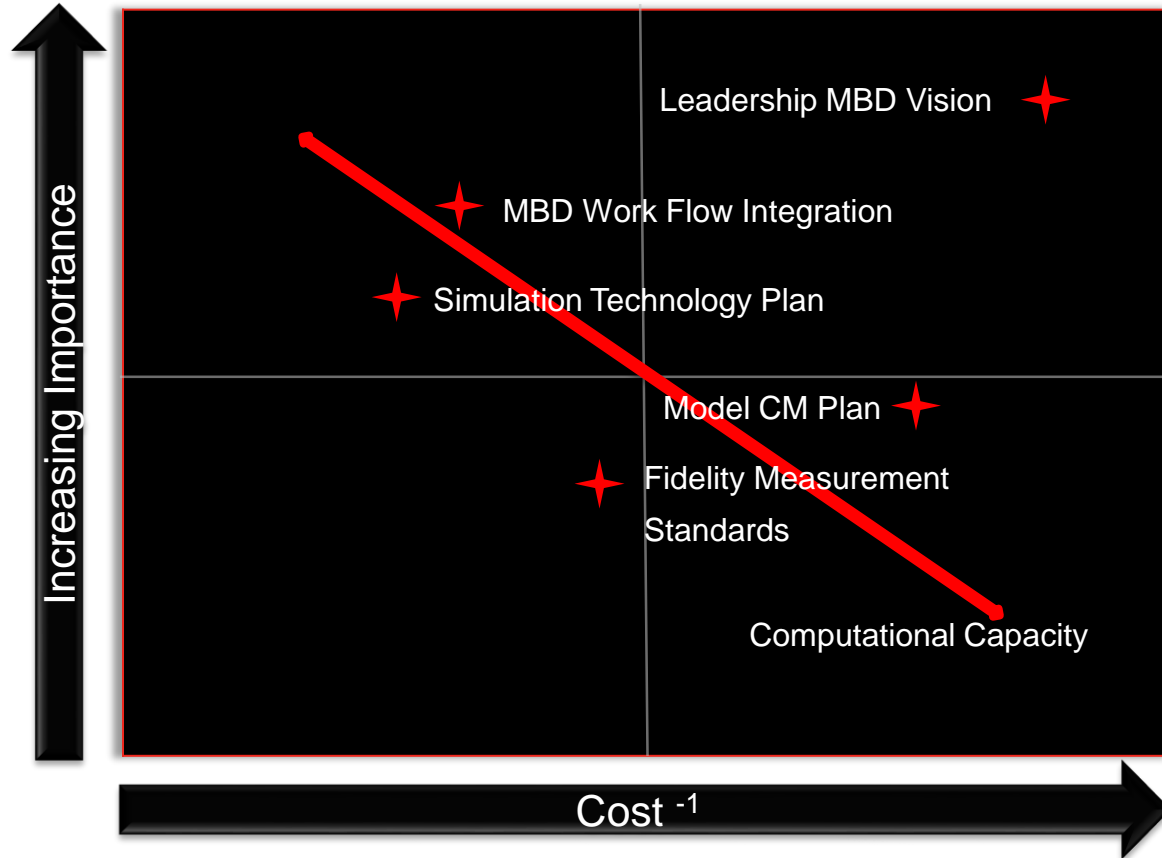 Increasing Importance
Leadership MBD Vision
MBD Work Flow Integration
Simulation Technology Plan
Model CM Plan
Fidelity Measurement
Standards
Computational Capacity
Cost ⁻¹